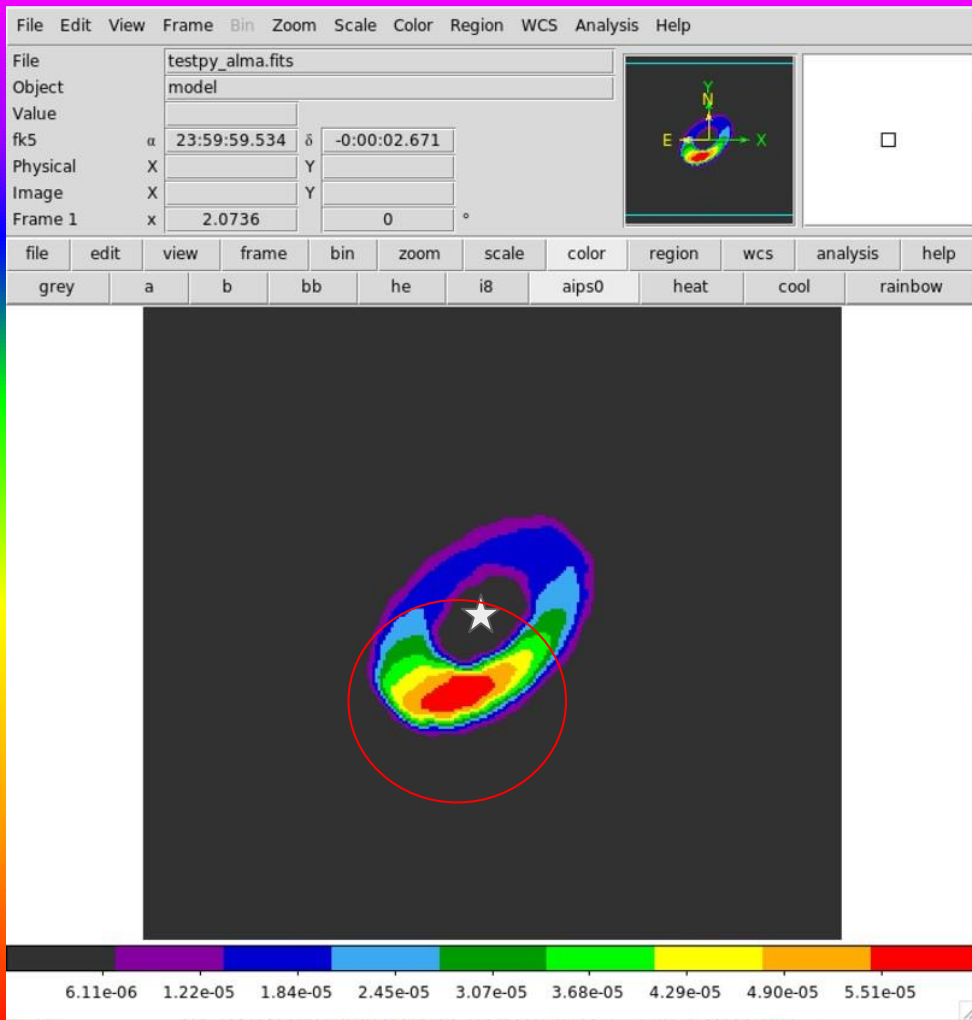 File Edit View Frame Bin Zoom Scale Color Region WCS Analysis Help
File testpy_alma.fits
Object model
Value
fk5 α 23:59:59.534 δ -0:00:02.671
Physical X Y
Image X Y
Frame 1 x 2.0736 0 °
Y
N
E X
file edit view frame bin zoom scale color region wcs analysis help
grey a b bb he i8 aips0 heat cool rainbow
6.11e-06 1.22e-05 1.84e-05 2.45e-05 3.07e-05 3.68e-05 4.29e-05 4.90e-05 5.51e-05